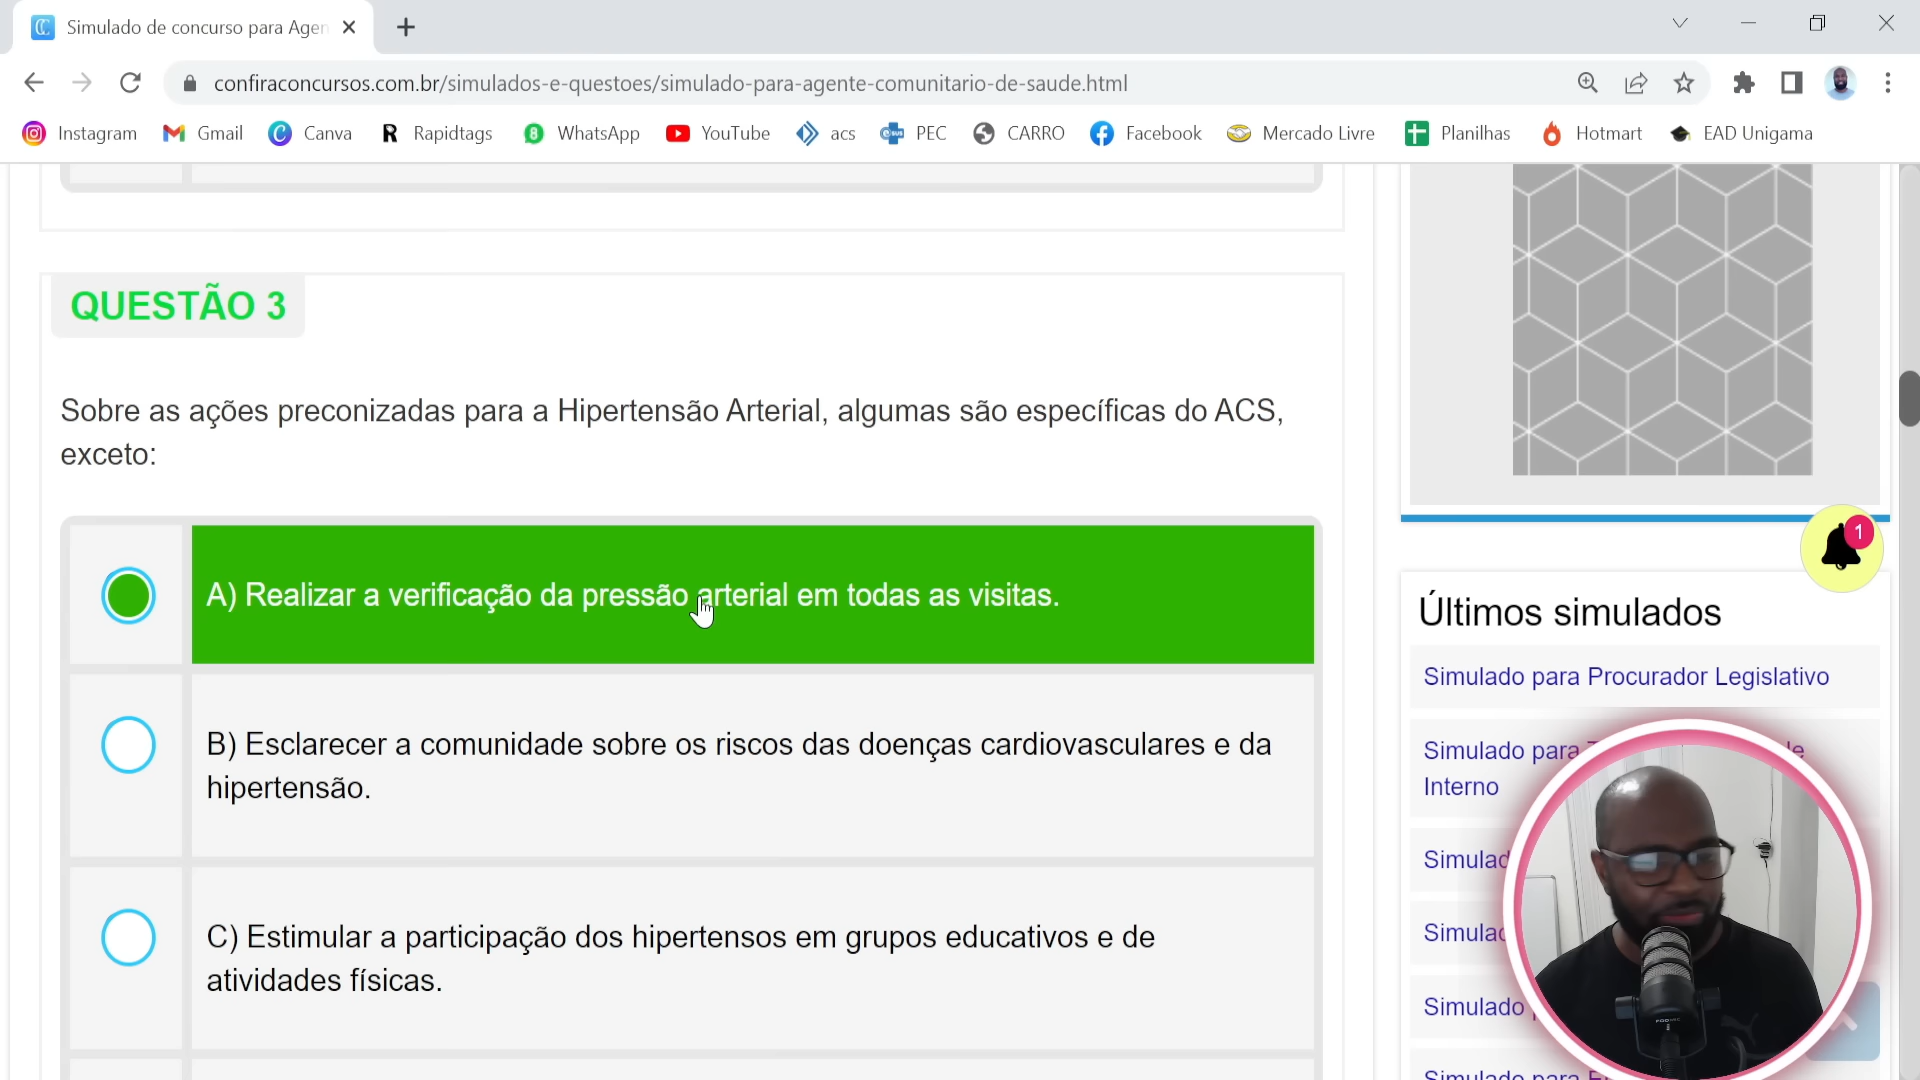 Simulado de concurso para Agen
confiraconcursos.com.br/simulados-e-questoes/simulado-para-agente-comunitario-de-saude.html
Instagram
Gmail
Canva
Rapidtags
8
WhatsApp
YouTube
acs
PEC
CARRO
Facebook
Mercado Livre
Planilhas
Hotmart
EAD Unigama
QUESTÃO 3
Sobre as ações preconizadas para a Hipertensão Arterial, algumas são específicas do ACS,
exceto:
A) Realizar a verificação da pressão arterial em todas as visitas.
B) Esclarecer a comunidade sobre os riscos das doenças cardiovasculares e da
hipertensão.
C) Estimular a participação dos hipertensos em grupos educativos e de
atividades físicas.
1
Últimos simulados
Simulado para Procurador Legislativo
Simulado para
Interno
Simulado
Simulado para